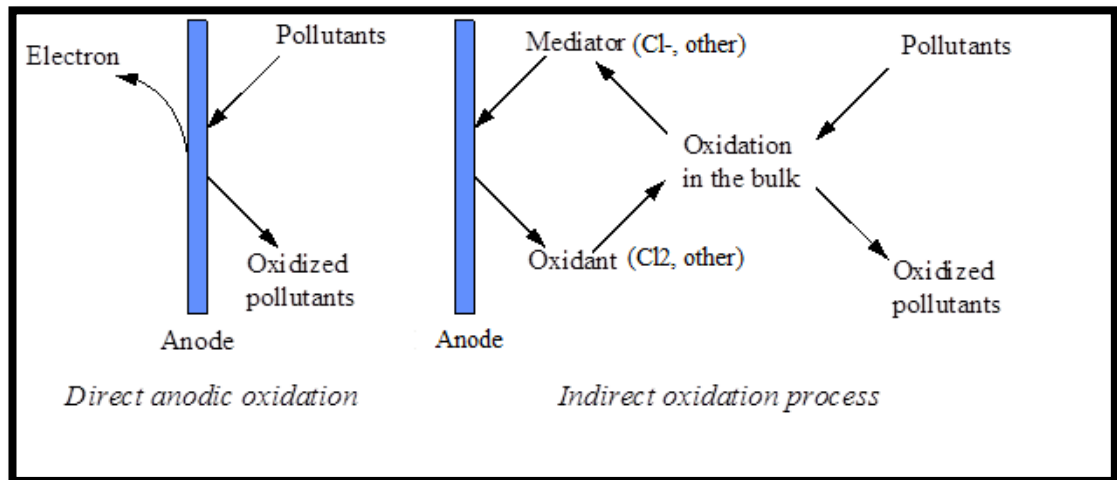 Electron
Pollutants
Oxidized
pollutants
Anode
Direct anodic oxidation
Mediator (Cl-, other)
Pollutants
Oxidation
in the bulk
Oxidant (Cl2, other)
Oxidized
pollutants
Anode
Indirect oxidation process